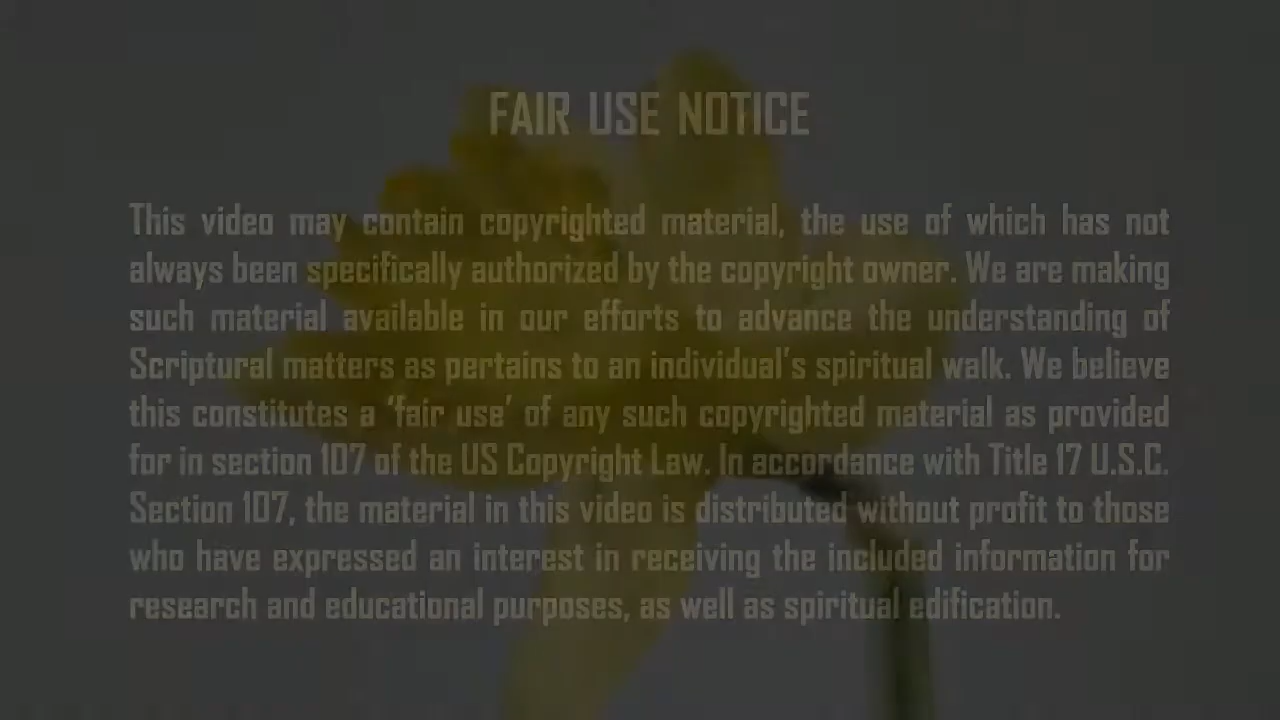 FAIR USE NOTICE
This video may contain copyrighted material, the use of which has not
always been specifically authorized by the copyright owner. We are making
such material available in our efforts to advance the understanding of
Scriptural matters as pertains to an individual's spiritual walk. We believe
this constitutes a 'fair use' of any such copyrighted material as provided
for in section 107 of the US Copyright Law. In accordance with Title 17 U.S.C.
Section 107, the material in this video is distributed without profit to those
who have expressed an interest in receiving the included information for
research and educational purposes, as well as spiritual edification.